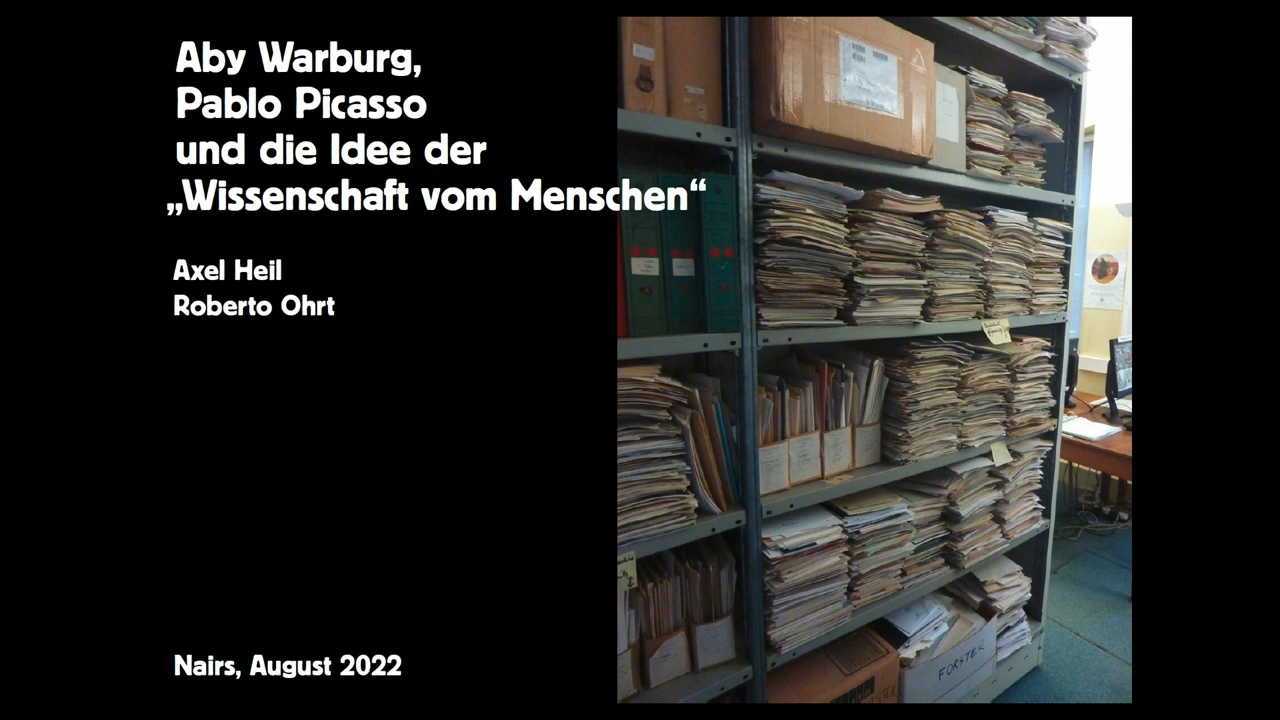 Aby Warburg,
Pablo Picasso
und die Idee der
„Wissenschaft vom Menschen“
Axel Heil
Roberto Ohrt
Nairs, August 2022
FORSTER